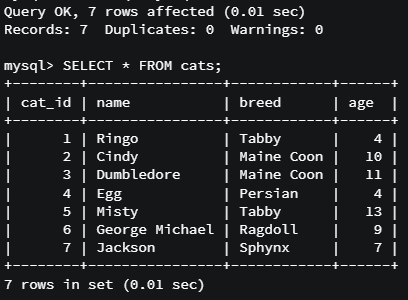 Query OK, 7 rows affected (0.01 sec)
Records: 7  Duplicates: 0  Warnings: 0
mysql> SELECT * FROM cats;
+--------+----------------+------------+------+
| cat_id | name           | breed      | age  |
+--------+----------------+------------+------+
|      1 | Ringo          | Tabby      |    4 |
|      2 | Cindy          | Maine Coon |   10 |
|      3 | Dumbledore     | Maine Coon |   11 |
|      4 | Egg            | Persian    |    4 |
|      5 | Misty          | Tabby      |   13 |
|      6 | George Michael | Ragdoll    |    9 |
|      7 | Jackson        | Sphynx     |    7 |
+--------+----------------+------------+------+
7 rows in set (0.01 sec)